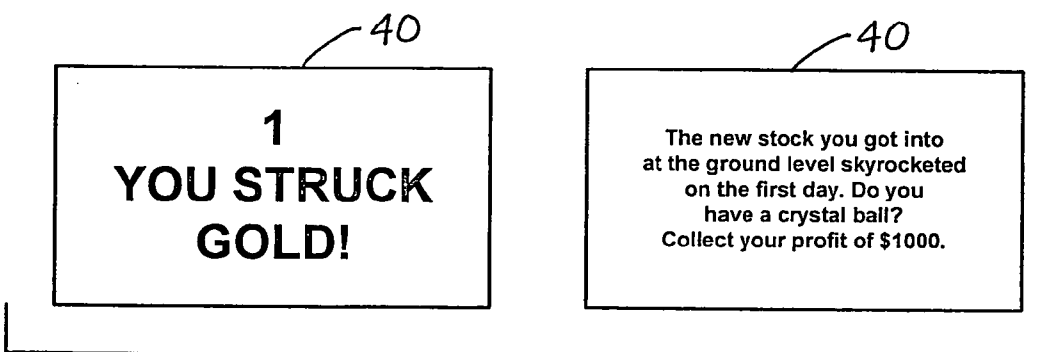 40
1
YOU STRUCK
GOLD!
40
The new stock you got into
at the ground level skyrocketed
on the first day. Do you
have a crystal ball?
Collect your profit of $1000.